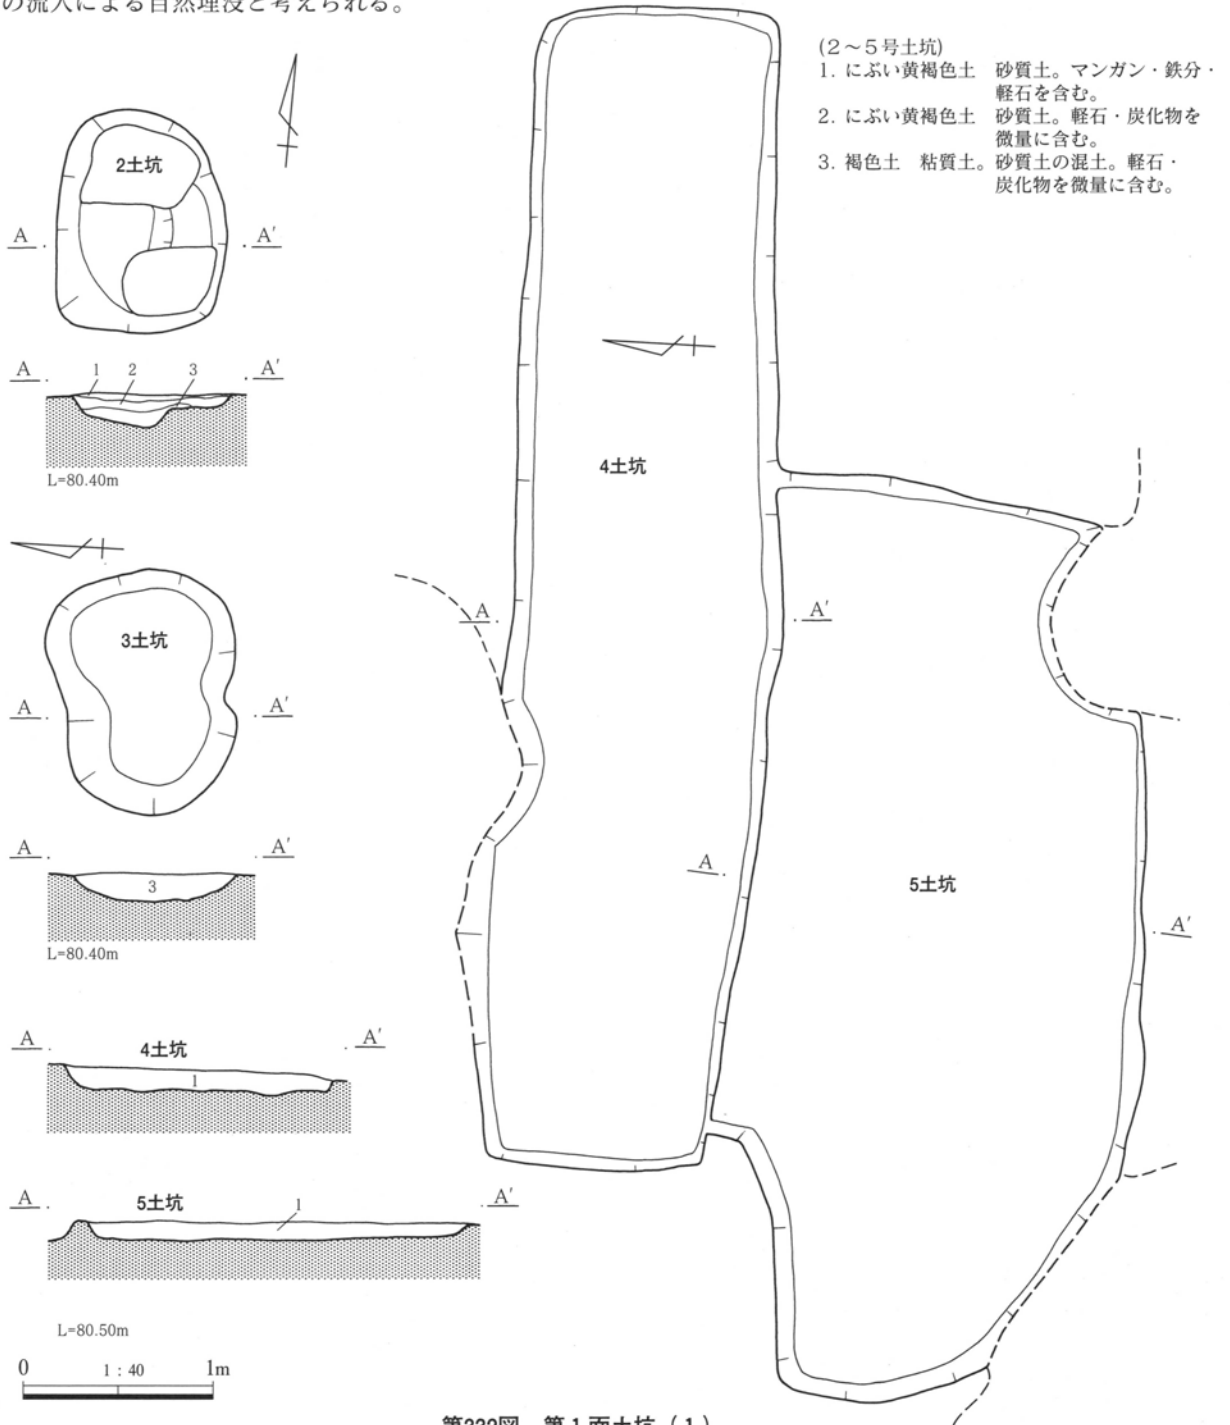 の流入による自然埋没と考えられる。
(2～5号土坑)
1. にぶい黄褐色土　砂質土。マンガン・鉄分・
軽石を含む。
2. にぶい黄褐色土　砂質土。軽石・炭化物を
微量に含む。
3. 褐色土　粘質土。砂質土の混土。軽石・
炭化物を微量に含む。
2土坑
A A′
A 1 2 3 A′
L=80.40m
3土坑
A A′
A A′
3
L=80.40m
A 4土坑 A′
1
A 5土坑 1 A′
L=80.50m
0 1:40 1m
4土坑
A A′
A
5土坑
A′
第1面土坑(1)